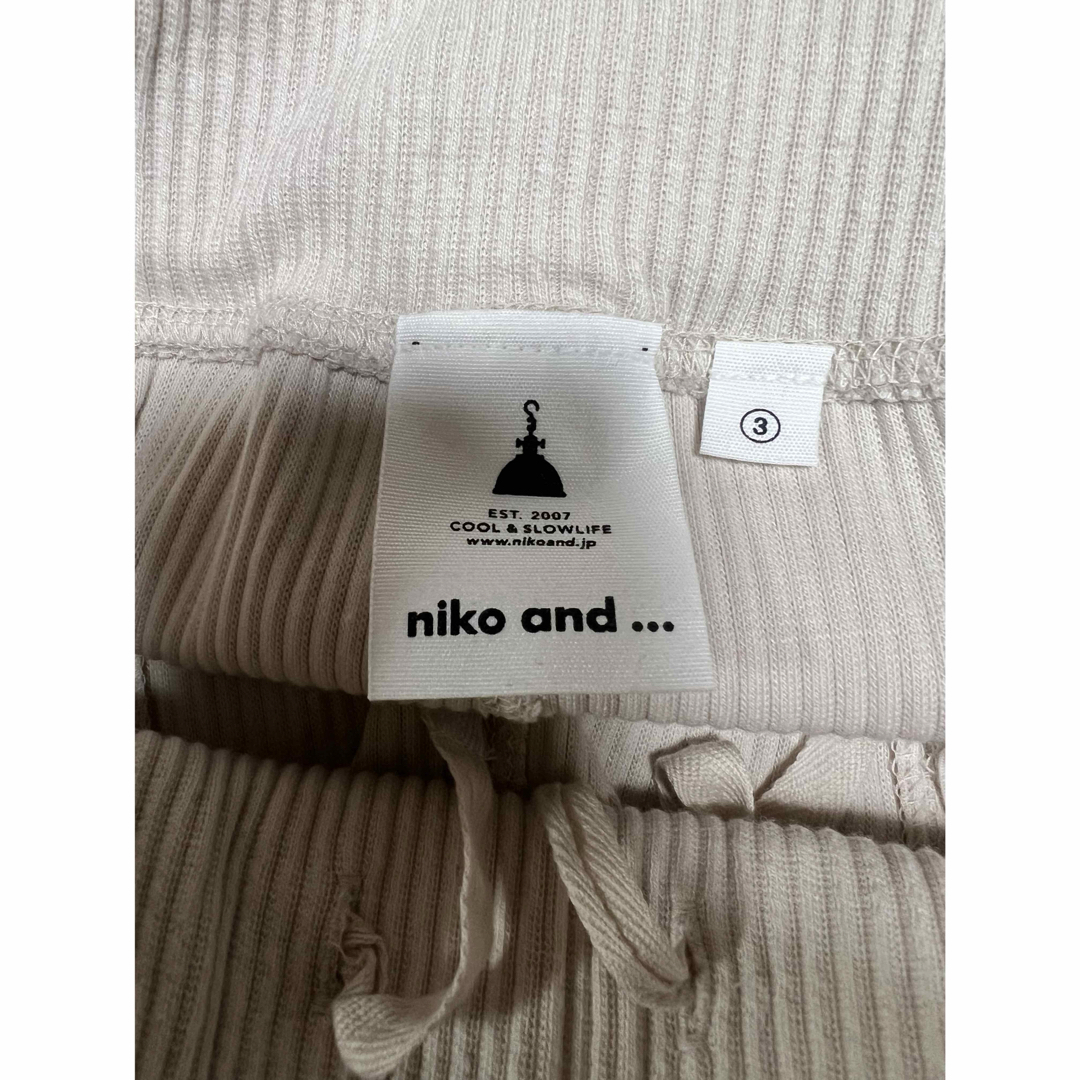 EST. 2007
COOL & SLOWLIFE
www.nikoand.jp
niko and ...
③